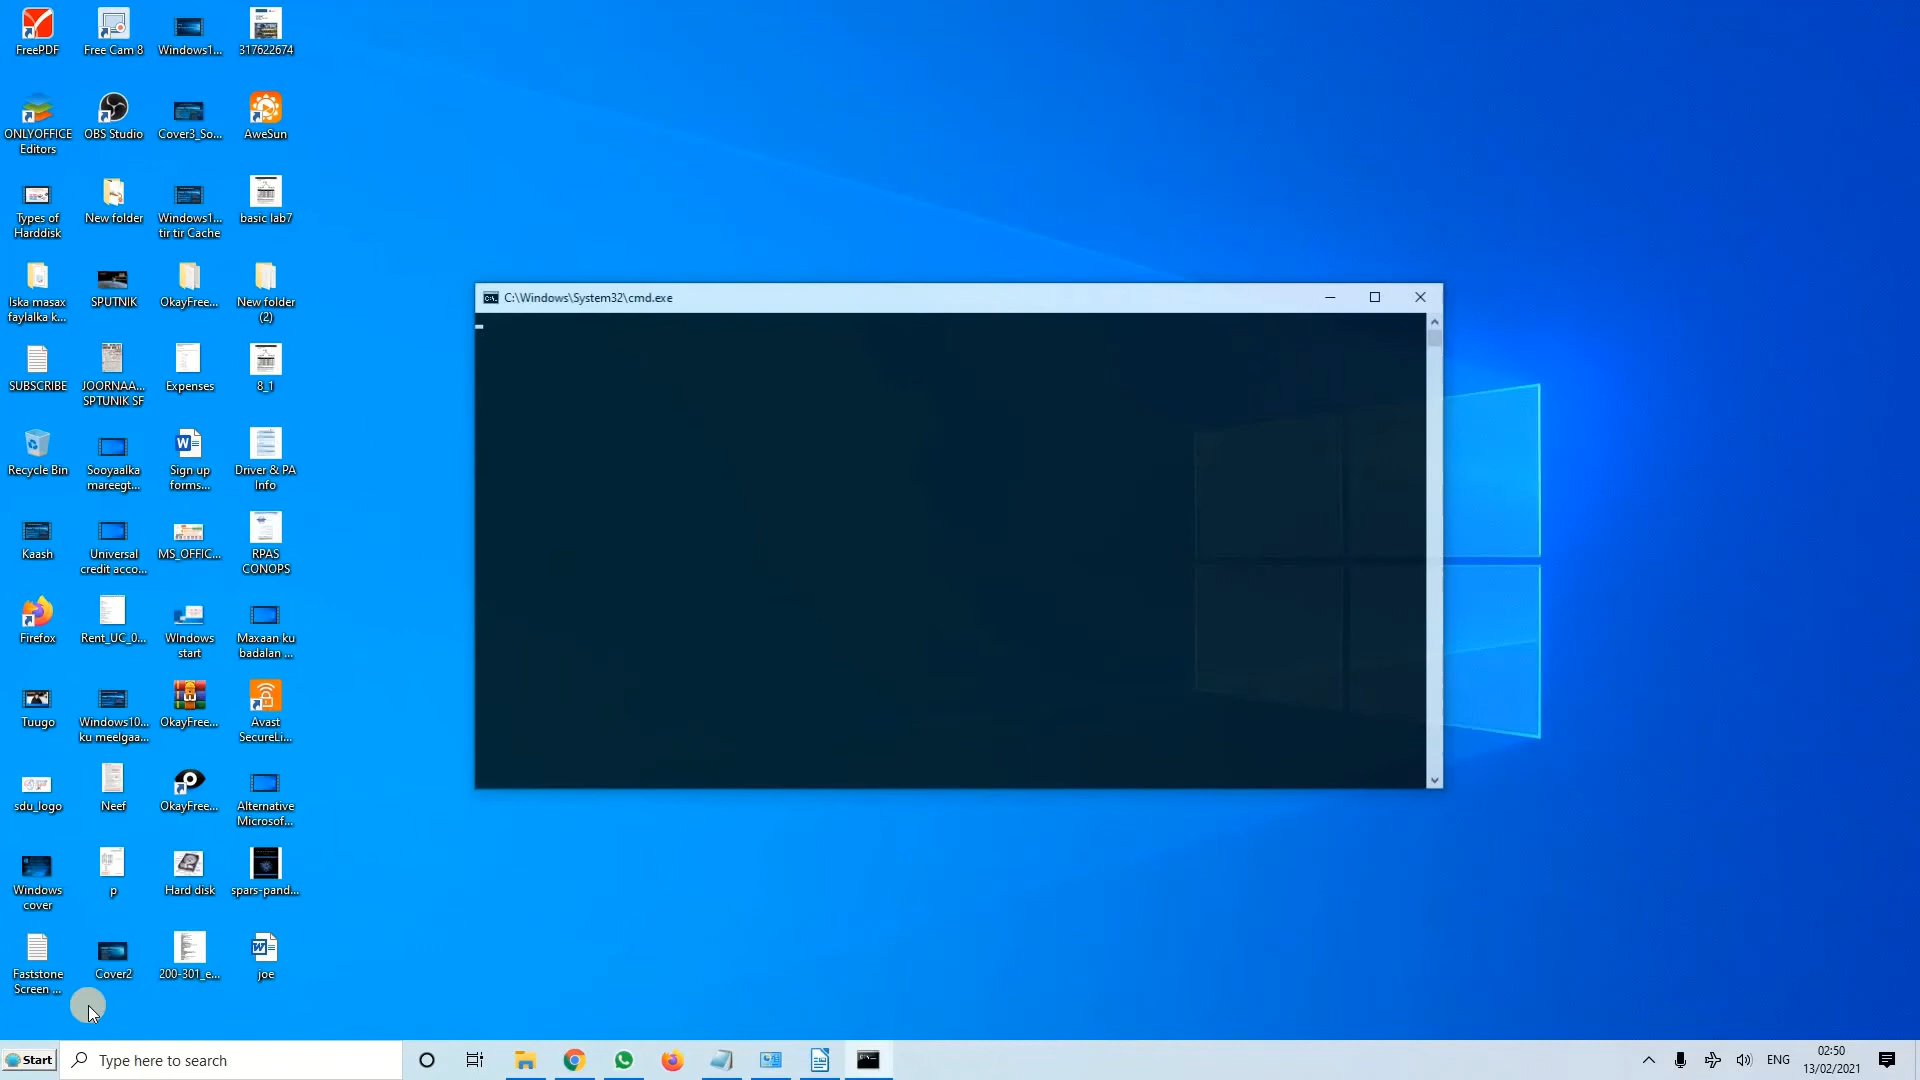 FreePDF
Free Cam 8
Windows1...
317622674
ONLYOFFICE
Editors
OBS Studio
Cover3_So...
AweSun
Types of
Harddisk
New folder
Windows1...
tir tir Cache
basic lab7
Iska masax
faylalka k...
SPUTNIK
OkayFree...
New folder
(2)
SUBSCRIBE
JOORNAA...
SPTUNIK SF
Expenses
8_1
Recycle Bin
Sooyaalka
mareegt...
Sign up
forms...
Driver & PA
Info
Kaash
Universal
credit acco...
MS_OFFIC...
RPAS
CONOPS
Firefox
Rent_UC_0...
WIndows
start
Maxaan ku
badalan ...
Tuugo
Windows10...
ku meelgaa...
OkayFree...
Avast
SecureLi...
sdu_logo
Neef
OkayFree...
Alternative
Microsof...
Windows
cover
p
Hard disk
spars-pand...
Faststone
Screen ...
Cover2
200-301_e...
joe
C:\Windows\System32\cmd.exe
Start
Type here to search
ENG
02:50
13/02/2021